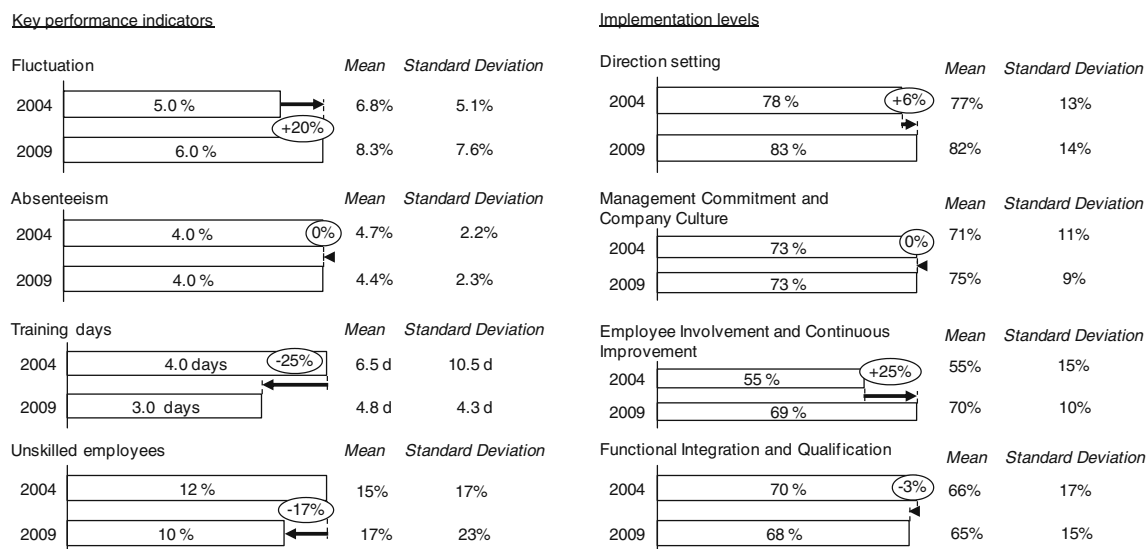 Key performance indicators
Fluctuation Mean Standard Deviation
2004 5.0 % 6.8% 5.1%
+20%
2009 6.0 % 8.3% 7.6%
Absenteeism Mean Standard Deviation
2004 4.0 % 0% 4.7% 2.2%
2009 4.0 % 4.4% 2.3%
Training days Mean Standard Deviation
2004 4.0 days -25% 6.5 d 10.5 d
2009 3.0 days 4.8 d 4.3 d
Unskilled employees Mean Standard Deviation
2004 12 % 15% 17%
-17%
2009 10 % 17% 23%
Implementation levels
Direction setting Mean Standard Deviation
2004 78 % +6% 77% 13%
2009 83 % 82% 14%
Management Commitment and Mean Standard Deviation
Company Culture
2004 73 % 0% 71% 11%
2009 73 % 75% 9%
Employee Involvement and Continuous Mean Standard Deviation
Improvement
2004 55 % +25% 55% 15%
2009 69 % 70% 10%
Functional Integration and Qualification Mean Standard Deviation
2004 70 % -3% 66% 17%
2009 68 % 65% 15%